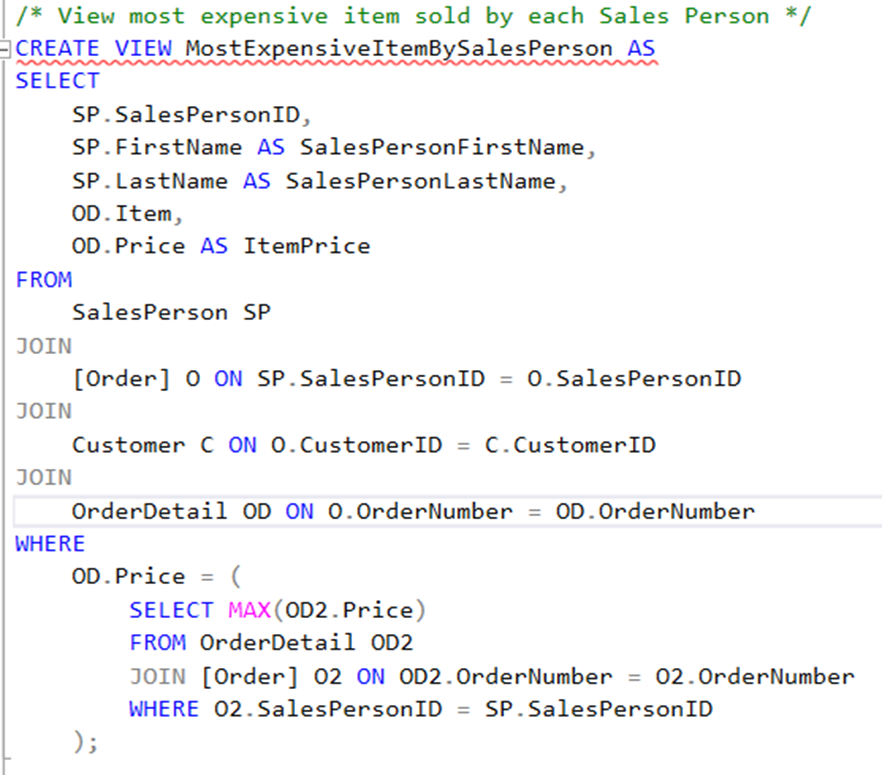 /* View most expensive item sold by each Sales Person */
CREATE VIEW MostExpensiveItemBySalesPerson AS
SELECT
    SP.SalesPersonID,
    SP.FirstName AS SalesPersonFirstName,
    SP.LastName AS SalesPersonLastName,
    OD.Item,
    OD.Price AS ItemPrice
FROM
    SalesPerson SP
JOIN
    [Order] O ON SP.SalesPersonID = O.SalesPersonID
JOIN
    Customer C ON O.CustomerID = C.CustomerID
JOIN
    OrderDetail OD ON O.OrderNumber = OD.OrderNumber
WHERE
    OD.Price = (
        SELECT MAX(OD2.Price)
        FROM OrderDetail OD2
        JOIN [Order] O2 ON OD2.OrderNumber = O2.OrderNumber
        WHERE O2.SalesPersonID = SP.SalesPersonID
    );